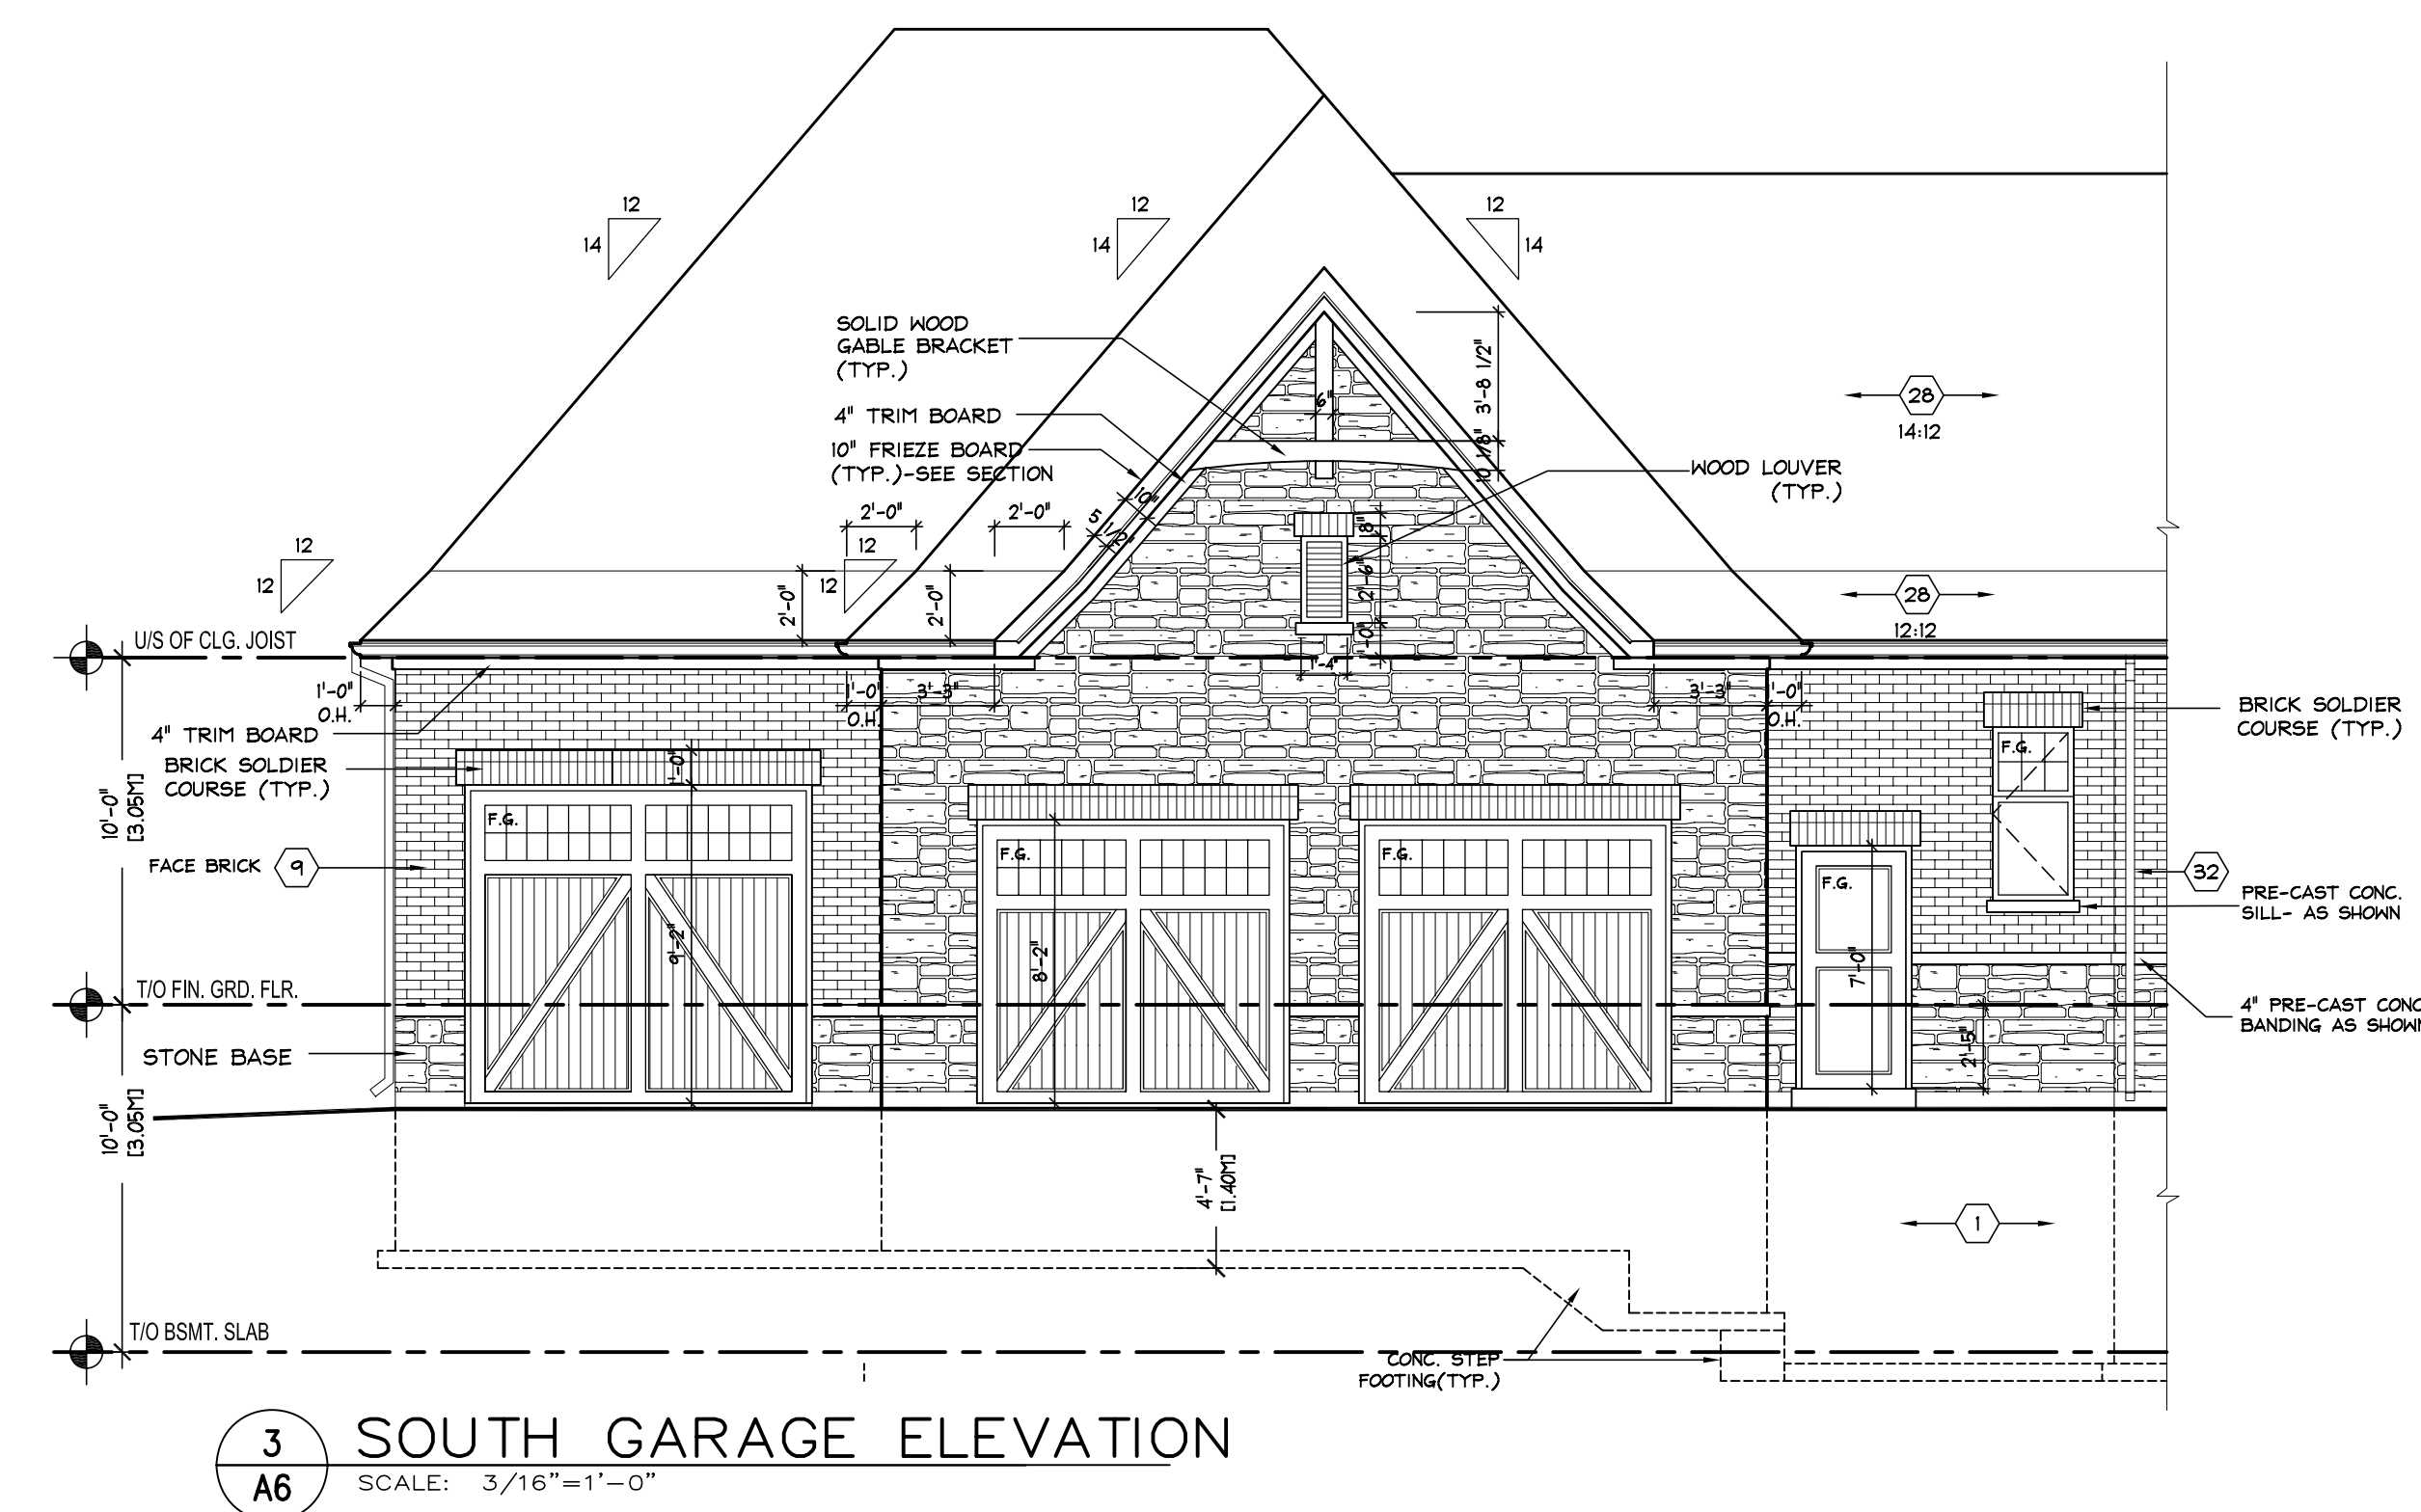 12
14
12
14
12
14
SOLID WOOD
GABLE BRACKET
(TYP.)
4" TRIM BOARD
10" FRIEZE BOARD
(TYP.)-SEE SECTION
6"
3'-8 1/2"
10 1/8"
28
14:12
WOOD LOUVER
(TYP.)
2'-0"
2'-0"
10"
5 1/2"
12
12
12
12
2'-0"
2'-0"
8"
2'-6"
1'-0"
1'-4"
28
12:12
U/S OF CLG. JOIST
1'-0"
O.H.
1'-0"
O.H.
3'-3"
3'-3"
1'-0"
O.H.
4" TRIM BOARD
BRICK SOLDIER
COURSE (TYP.)
BRICK SOLDIER
COURSE (TYP.)
1'-0"
F.G.
F.G.
F.G.
F.G.
F.G.
10'-0"
[3.05M]
FACE BRICK
9
32
PRE-CAST CONC.
SILL- AS SHOWN
9'-2"
8'-2"
7'-0"
T/O FIN. GRD. FLR.
4" PRE-CAST CONC
BANDING AS SHOWN
2'-5"
STONE BASE
10'-0"
[3.05M]
4'-7"
[1.40M]
1
T/O BSMT. SLAB
CONC. STEP
FOOTING(TYP.)
3
A6
SOUTH GARAGE ELEVATION
SCALE: 3/16"=1'-0"